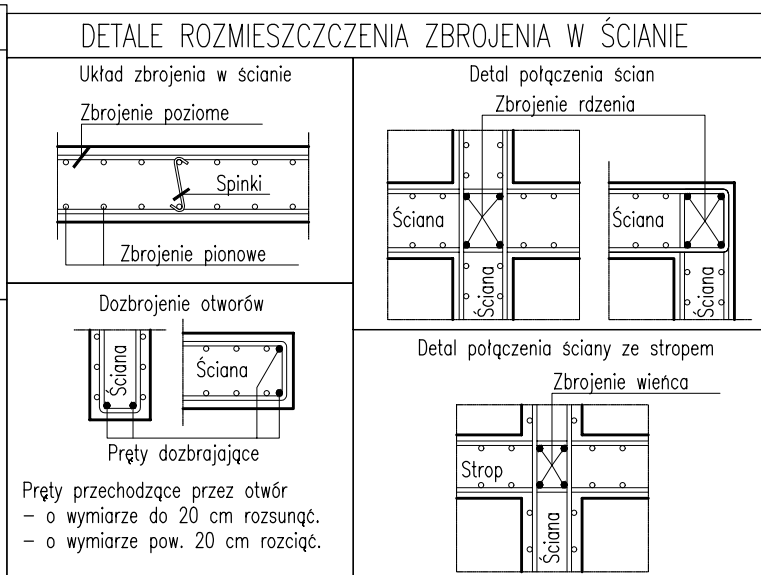 DETALE ROZMIESZCZCZENIA ZBROJENIA W ŚCIANIE
Układ zbrojenia w ścianie
Zbrojenie poziome
Spinki
Zbrojenie pionowe
Detal połączenia ścian
Zbrojenie rdzenia
Ściana
Ściana
Ściana
Ściana
Dozbrojenie otworów
Ściana
Ściana
Pręty dozbrajające
Pręty przechodzące przez otwór
– o wymiarze do 20 cm rozsunąć.
– o wymiarze pow. 20 cm rozciąć.
Detal połączenia ściany ze stropem
Zbrojenie wieńca
Strop
Ściana